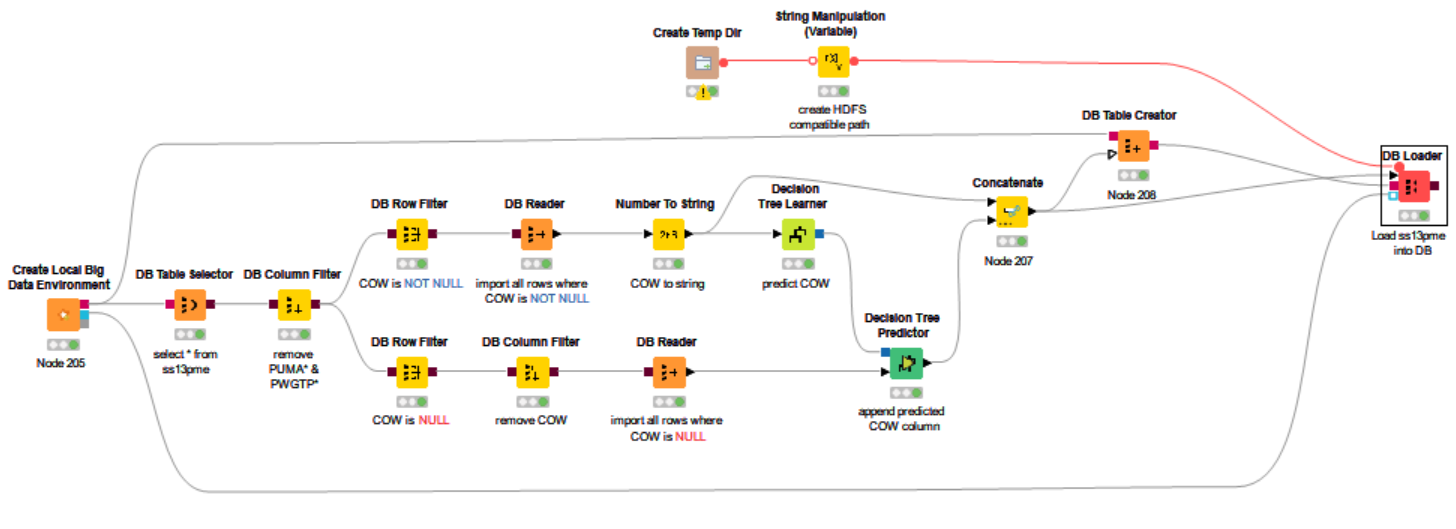 Create Temp Dir
String Manipulation
(Variable)
create HDFS
compatible path
DB Table Creator
Node 208
DB Loader
Load ss13pme
into DB
Concatenate
Node 207
DB Row Filter
COW is NOT NULL
DB Reader
import all rows where
COW is NOT NULL
Number To String
COW to string
Decision
Tree Learner
predict COW
Create Local Big
Data Environment
Node 205
DB Table Selector
select * from
ss13pme
DB Column Filter
remove
PUMA* &
PWGTP*
DB Row Filter
COW is NULL
DB Column Filter
remove COW
DB Reader
import all rows where
COW is NULL
Decision Tree
Predictor
append predicted
COW column